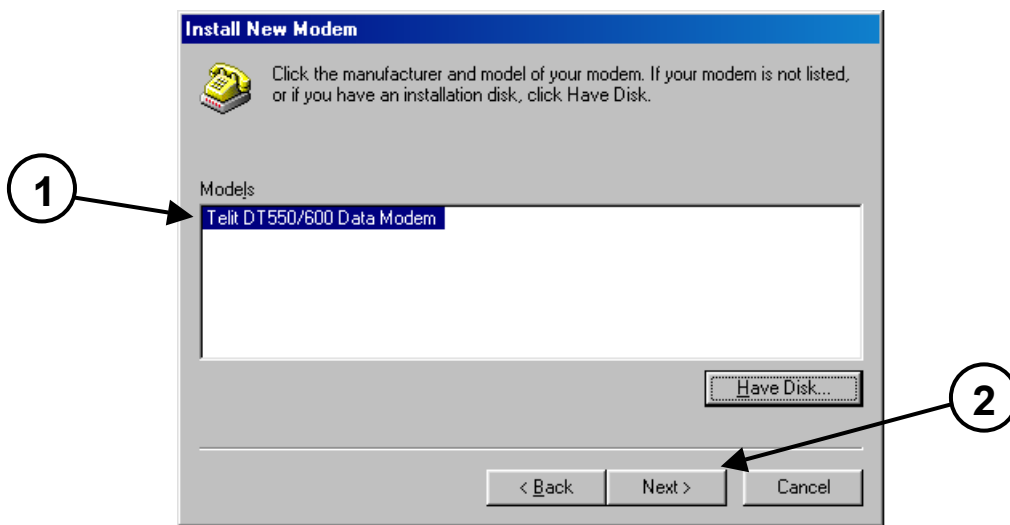 Install New Modem
Click the manufacturer and model of your modem. If your modem is not listed,
or if you have an installation disk, click Have Disk.
1
Models
Telit DT550/600 Data Modem
Have Disk...
2
< Back
Next >
Cancel